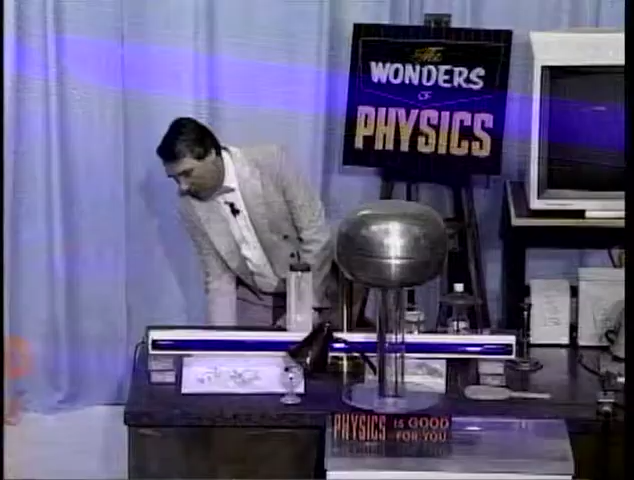 The
WONDERS
OF
PHYSICS
PHYSICS IS GOOD
FOR YOU